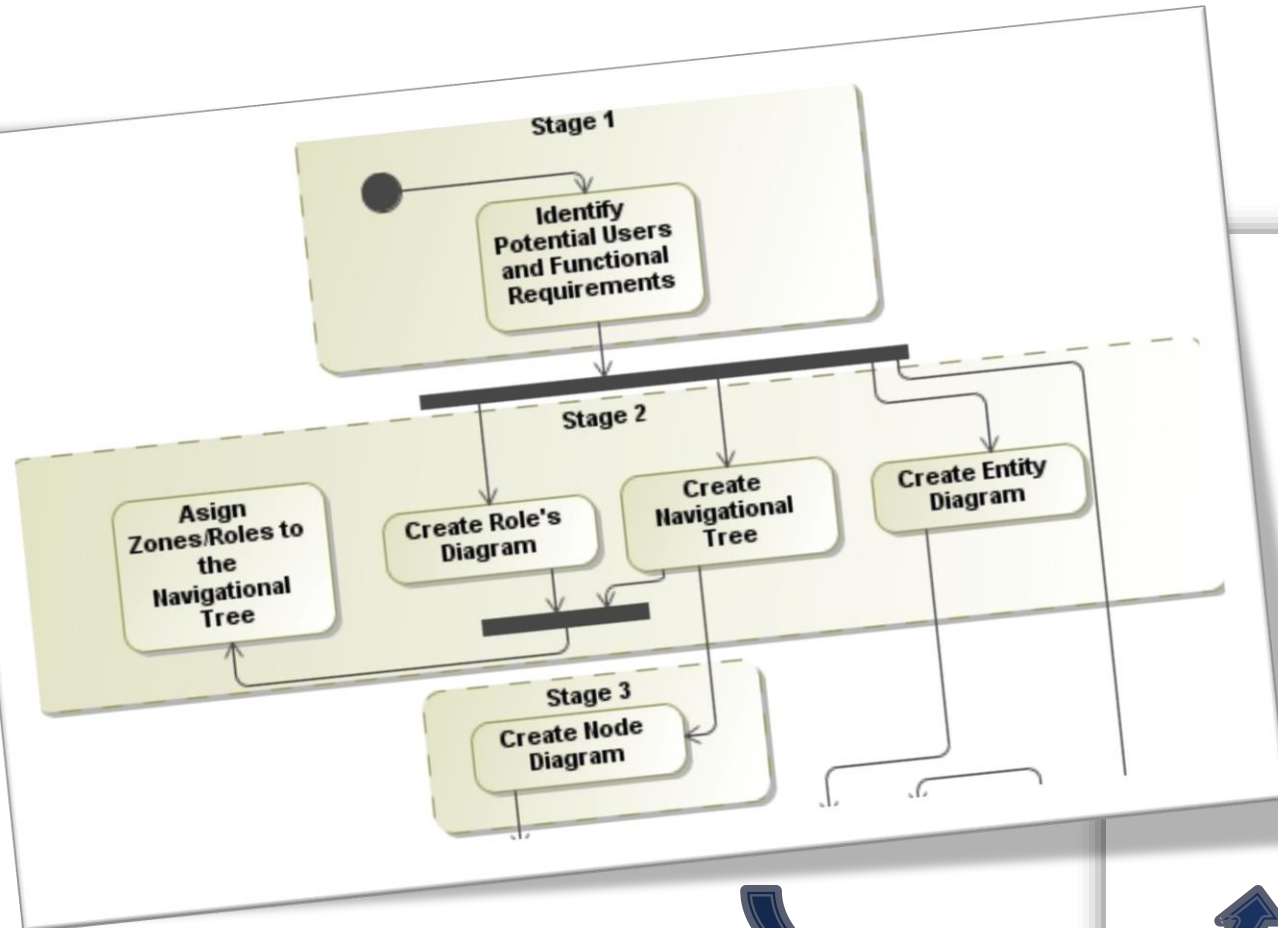 Stage 1
Identify
Potential Users
and Functional
Requirements
Stage 2
Asign
Zones/Roles to
the
Navigational
Tree
Create Role's
Diagram
Create
Navigational
Tree
Create Entity
Diagram
Stage 3
Create Node
Diagram